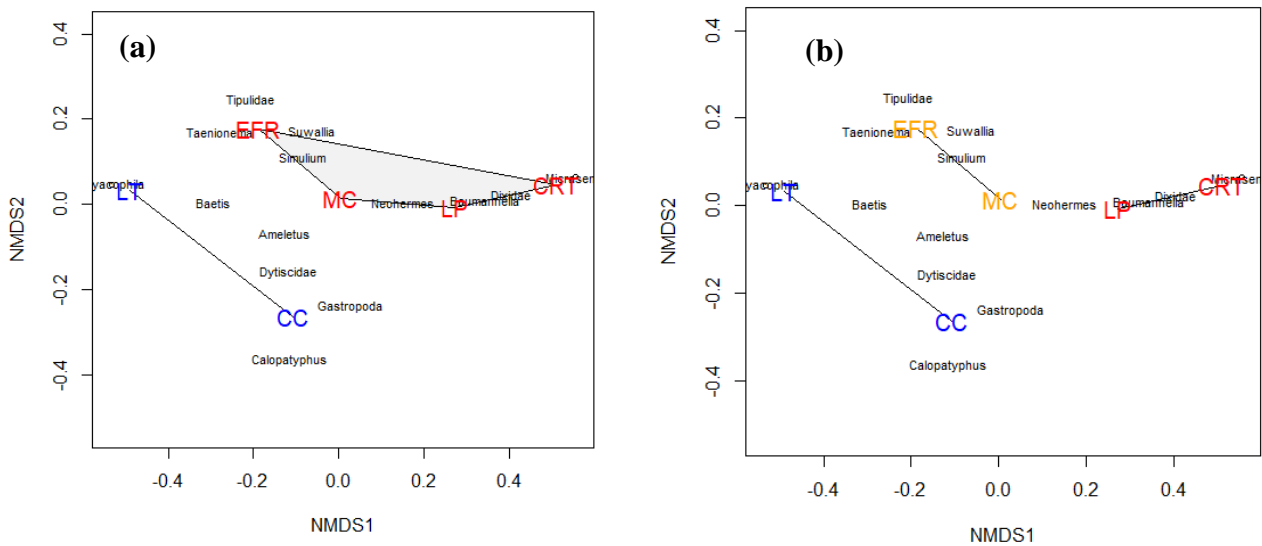 (a)
NMDS2
0.4
0.2
0.0
-0.2
-0.4
Tipulidae
Taenionema EFR Suwallia
Simulium
yacophila
LT
Baetis
MC Neohermes LP Baumannella Dixidae CRT
Ameletus
Dytiscidae
CC Gastropoda
Calopatyphus
-0.4 -0.2 0.0 0.2 0.4
NMDS1
(b)
NMDS2
0.4
0.2
0.0
-0.2
-0.4
Tipulidae
Taenionema EFR Suwallia
Simulium
LT
Baetis
MC Neohermes LP Baumannella Dixidae CRT
Ameletus
Dytiscidae
CC Gastropoda
Calopatyphus
-0.4 -0.2 0.0 0.2 0.4
NMDS1